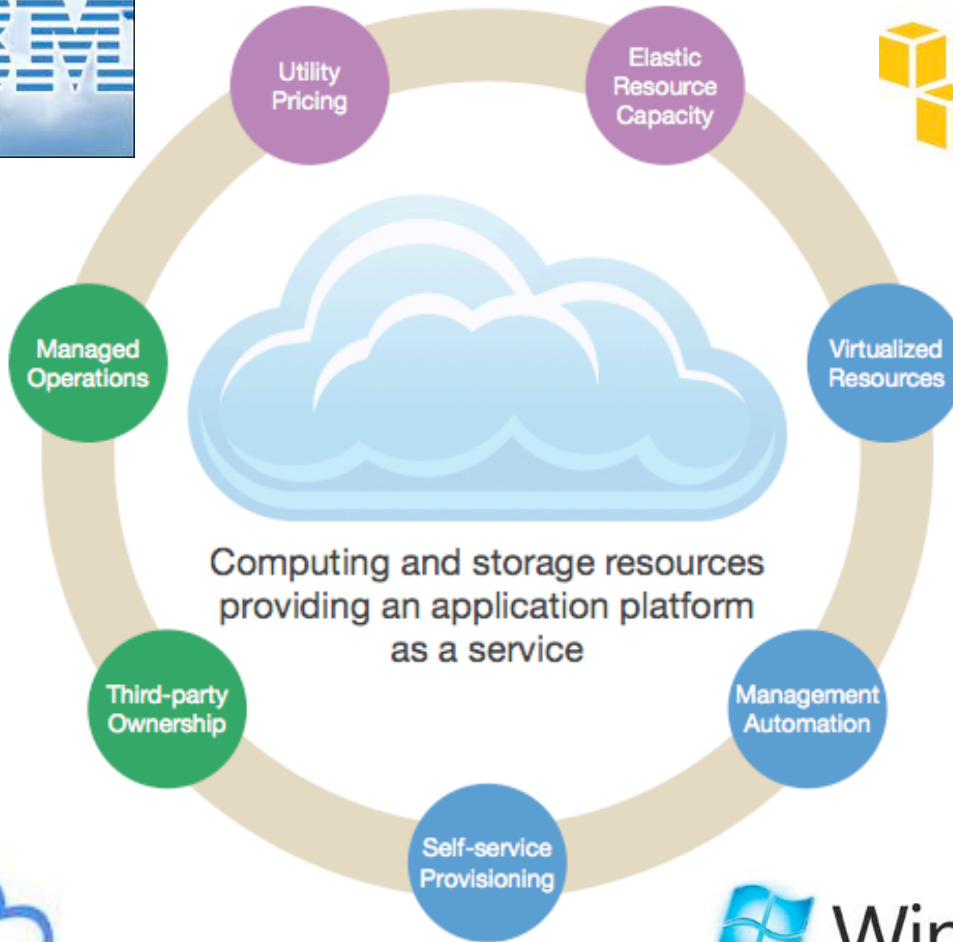 Utility
Pricing
Elastic
Resource
Capacity
Managed
Operations
Virtualized
Resources
Computing and storage resources
providing an application platform
as a service
Third-party
Ownership
Management
Automation
Self-service
Provisioning